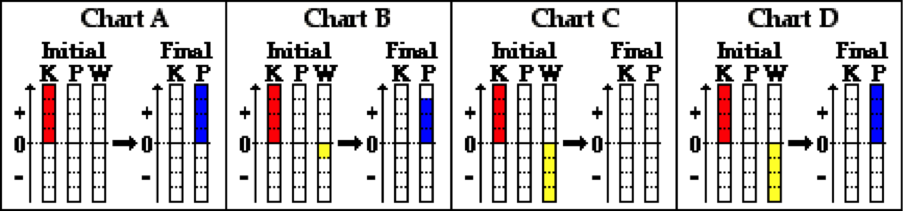 Chart A
Initial Final
K P W K P
+
0
-
Chart B
Initial Final
K P W K P
+ +
0 0
- -
Chart C
Initial Final
K P W K P
+ +
0 0
- -
Chart D
Initial Final
K P W K P
+ +
0 0
- -